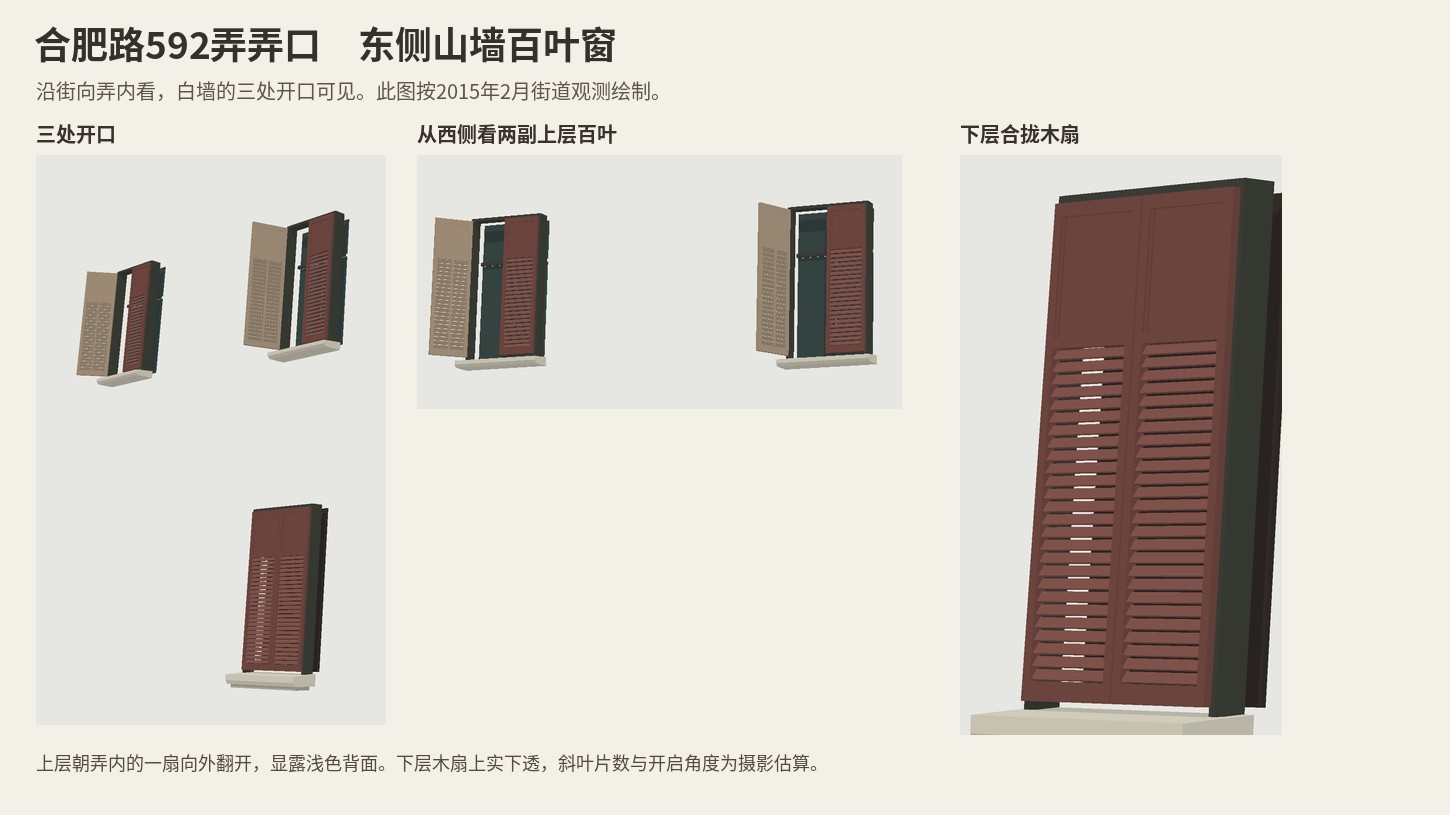 合肥路592弄弄口　东侧山墙百叶窗
沿街向弄内看，白墙的三处开口可见。此图按2015年2月街道观测绘制。
三处开口
从西侧看两副上层百叶
下层合拢木扇
上层朝弄内的一扇向外翻开，显露浅色背面。下层木扇上实下透，斜叶片数与开启角度为摄影估算。